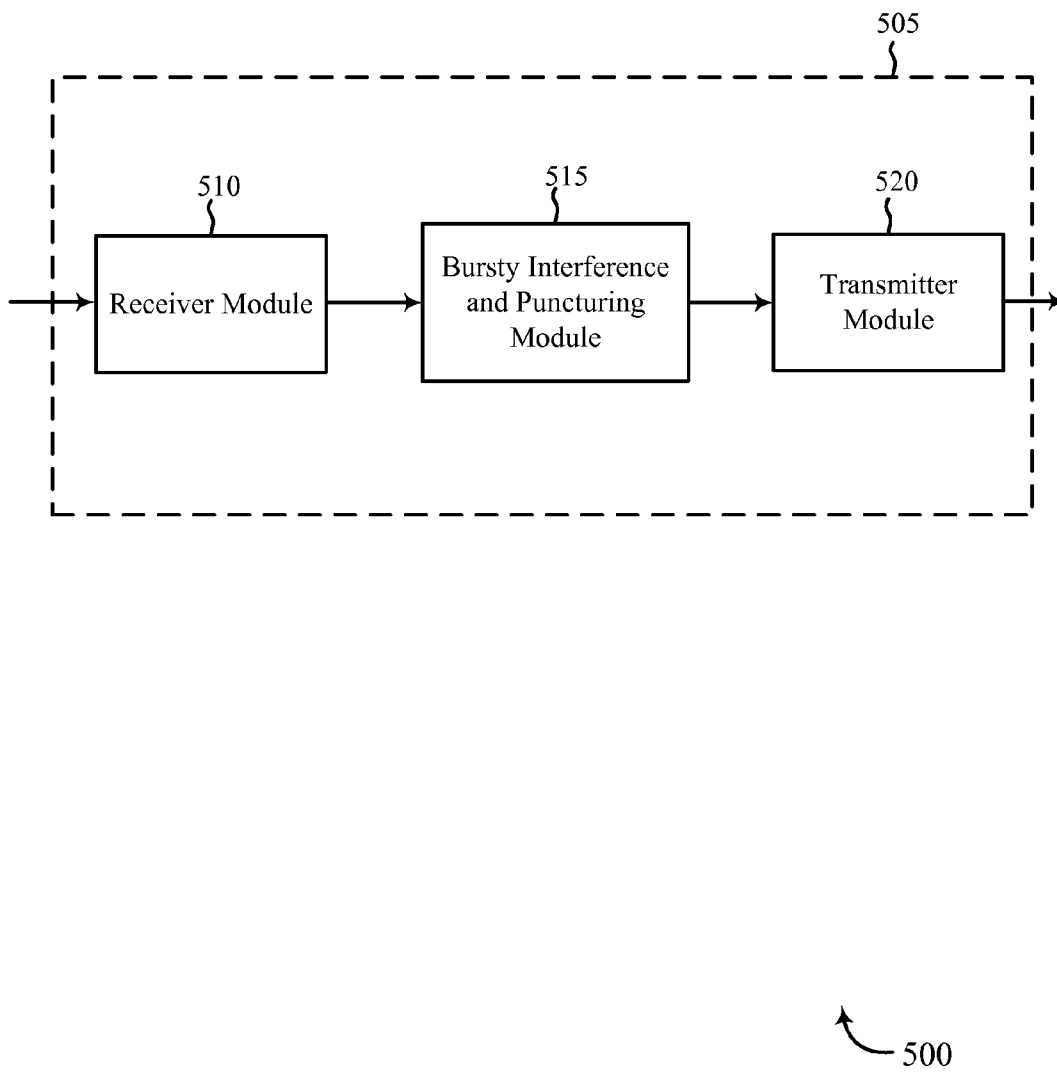 505
510
515
520
Receiver Module
Bursty Interference
and Puncturing
Module
Transmitter
Module
500